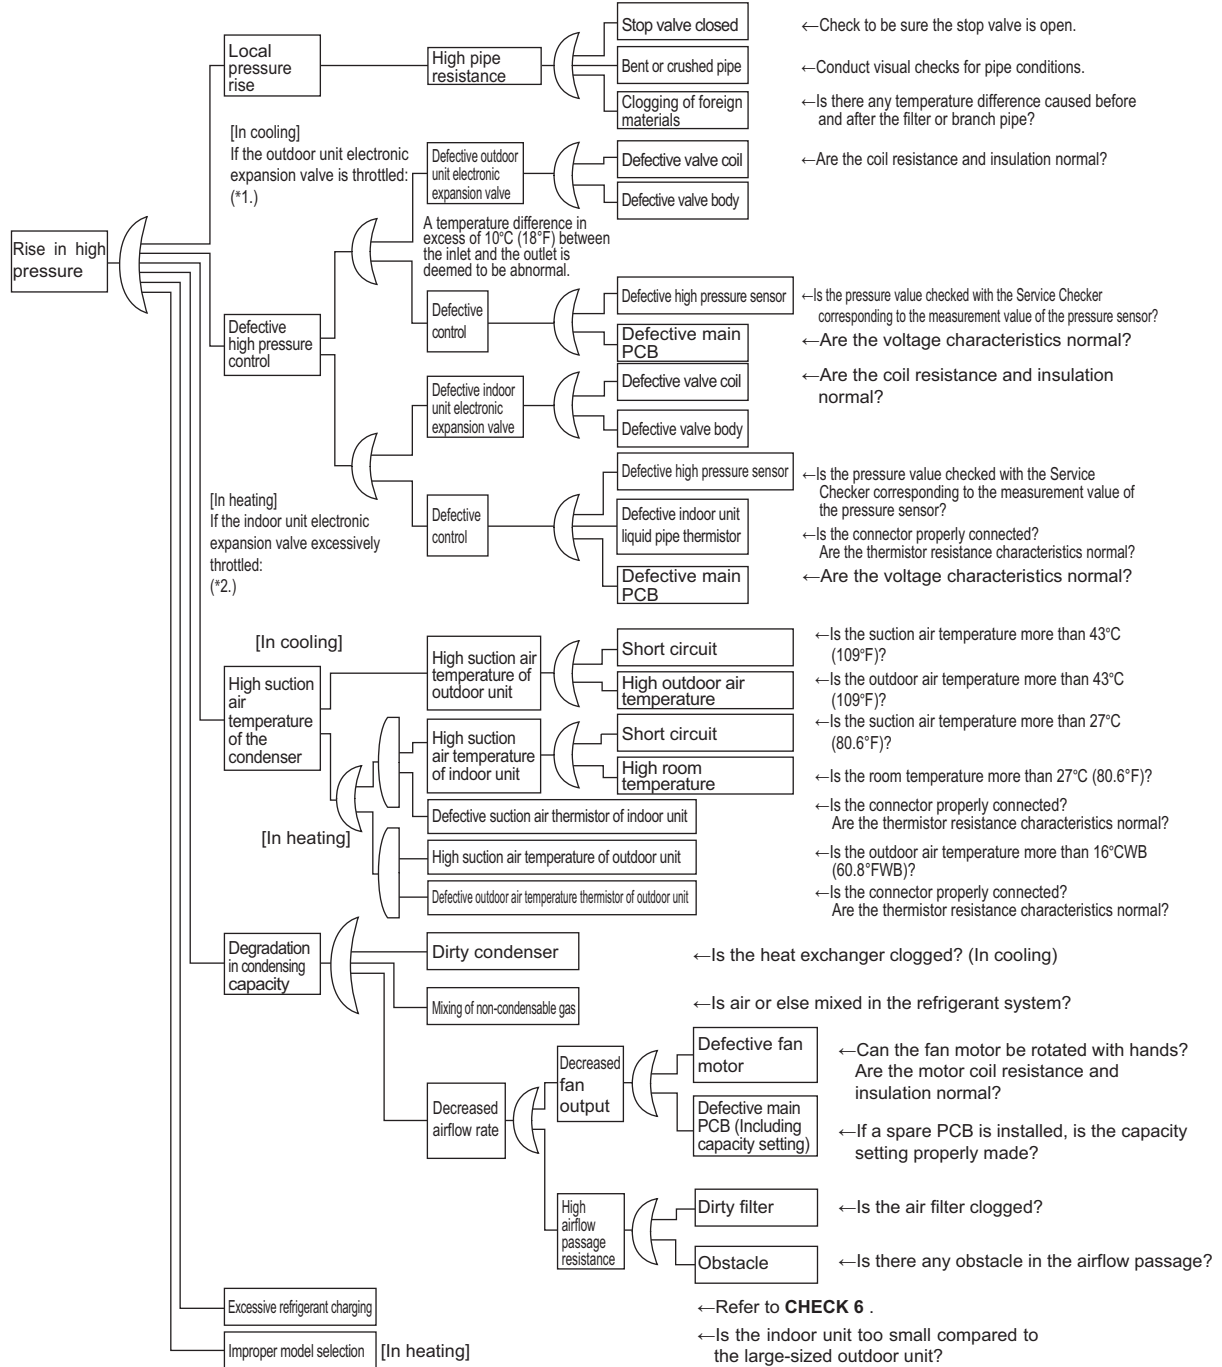 Rise in high
pressure
Local
pressure
rise
High pipe
resistance
Stop valve closed
←Check to be sure the stop valve is open.
Bent or crushed pipe
←Conduct visual checks for pipe conditions.
Clogging of foreign
materials
←Is there any temperature difference caused before
and after the filter or branch pipe?
[In cooling]
If the outdoor unit electronic
expansion valve is throttled:
(*1.)
Defective
high pressure
control
Defective outdoor
unit electronic
expansion valve
Defective valve coil
←Are the coil resistance and insulation normal?
Defective valve body
A temperature difference in
excess of 10°C (18°F) between
the inlet and the outlet is
deemed to be abnormal.
Defective
control
Defective high pressure sensor
←Is the pressure value checked with the Service Checker
corresponding to the measurement value of the pressure sensor?
Defective main
PCB
←Are the voltage characteristics normal?
Defective indoor
unit electronic
expansion valve
Defective valve coil
←Are the coil resistance and insulation
normal?
Defective valve body
[In heating]
If the indoor unit electronic
expansion valve excessively
throttled:
(*2.)
Defective
control
Defective high pressure sensor
←Is the pressure value checked with the Service
Checker corresponding to the measurement value of
the pressure sensor?
Defective indoor unit
liquid pipe thermistor
←Is the connector properly connected?
Are the thermistor resistance characteristics normal?
Defective main
PCB
←Are the voltage characteristics normal?
High suction
air
temperature
of the
condenser
[In cooling]
High suction air
temperature of
outdoor unit
Short circuit
←Is the suction air temperature more than 43°C
(109°F)?
High outdoor air
temperature
←Is the outdoor air temperature more than 43°C
(109°F)?
[In heating]
High suction
air temperature
of indoor unit
Short circuit
←Is the suction air temperature more than 27°C
(80.6°F)?
High room
temperature
←Is the room temperature more than 27°C (80.6°F)?
Defective suction air thermistor of indoor unit
←Is the connector properly connected?
Are the thermistor resistance characteristics normal?
High suction air temperature of outdoor unit
←Is the outdoor air temperature more than 16°CWB
(60.8°FWB)?
Defective outdoor air temperature thermistor of outdoor unit
←Is the connector properly connected?
Are the thermistor resistance characteristics normal?
Degradation
in condensing
capacity
Dirty condenser
←Is the heat exchanger clogged? (In cooling)
Mixing of non-condensable gas
←Is air or else mixed in the refrigerant system?
Decreased
airflow rate
Decreased
fan
output
Defective fan
motor
←Can the fan motor be rotated with hands?
Are the motor coil resistance and
insulation normal?
Defective main
PCB (Including
capacity setting)
←If a spare PCB is installed, is the capacity
setting properly made?
High
airflow
passage
resistance
Dirty filter
←Is the air filter clogged?
Obstacle
←Is there any obstacle in the airflow passage?
Excessive refrigerant charging
←Refer to CHECK 6 .
Improper model selection
[In heating]
←Is the indoor unit too small compared to
the large-sized outdoor unit?